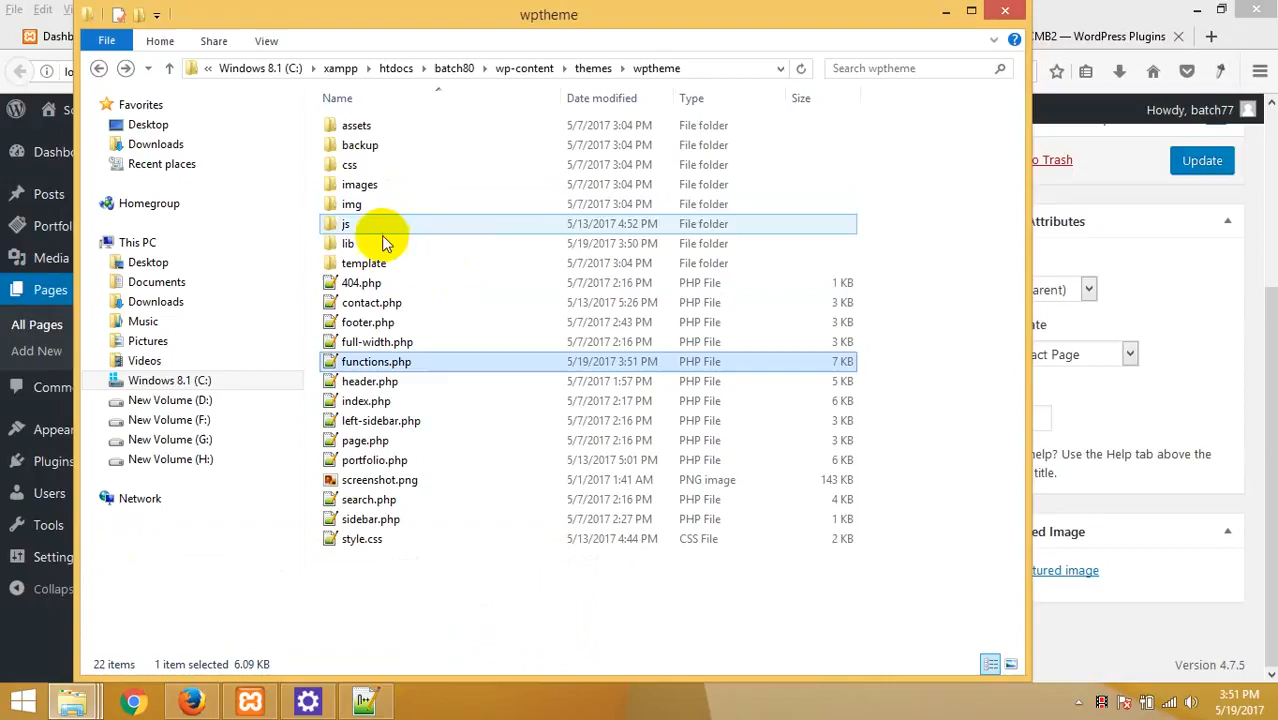 File Edit Vi
wptheme
File Home Share View
Dashb
CMB2 — WordPress Plugins
Windows 8.1 (C:) xampp htdocs batch80 wp-content themes wptheme
Search wptheme
lo
Howdy, batch77
Name Date modified Type Size
Favorites
Desktop
Downloads
Recent places
Homegroup
This PC
Desktop
Documents
Downloads
Music
Pictures
Videos
Windows 8.1 (C:)
New Volume (D:)
New Volume (F:)
New Volume (G:)
New Volume (H:)
Network
assets 5/7/2017 3:04 PM File folder
backup 5/7/2017 3:04 PM File folder
css 5/7/2017 3:04 PM File folder
images 5/7/2017 3:04 PM File folder
img 5/7/2017 3:04 PM File folder
js 5/13/2017 4:52 PM File folder
lib 5/19/2017 3:50 PM File folder
template 5/7/2017 3:04 PM File folder
404.php 5/7/2017 2:16 PM PHP File 1 KB
contact.php 5/13/2017 5:26 PM PHP File 3 KB
footer.php 5/7/2017 2:43 PM PHP File 3 KB
full-width.php 5/7/2017 2:16 PM PHP File 3 KB
functions.php 5/19/2017 3:51 PM PHP File 7 KB
header.php 5/7/2017 1:57 PM PHP File 5 KB
index.php 5/7/2017 2:17 PM PHP File 6 KB
left-sidebar.php 5/7/2017 2:16 PM PHP File 3 KB
page.php 5/7/2017 2:16 PM PHP File 3 KB
portfolio.php 5/13/2017 5:01 PM PHP File 6 KB
screenshot.png 5/1/2017 1:41 AM PNG image 143 KB
search.php 5/7/2017 2:16 PM PHP File 4 KB
sidebar.php 5/7/2017 2:27 PM PHP File 1 KB
style.css 5/13/2017 4:44 PM CSS File 2 KB
22 items 1 item selected 6.09 KB
Them
Dashb
Posts
Portfo
Media
Pages
All Pages
Add New
Comm
Appear
Plugins
Users
Tools
Setting
Collaps
o Trash
Update
Attributes
arent)
ate
act Page
help? Use the Help tab above the
title.
ed Image
tured image
Version 4.7.5
3:51 PM
5/19/2017